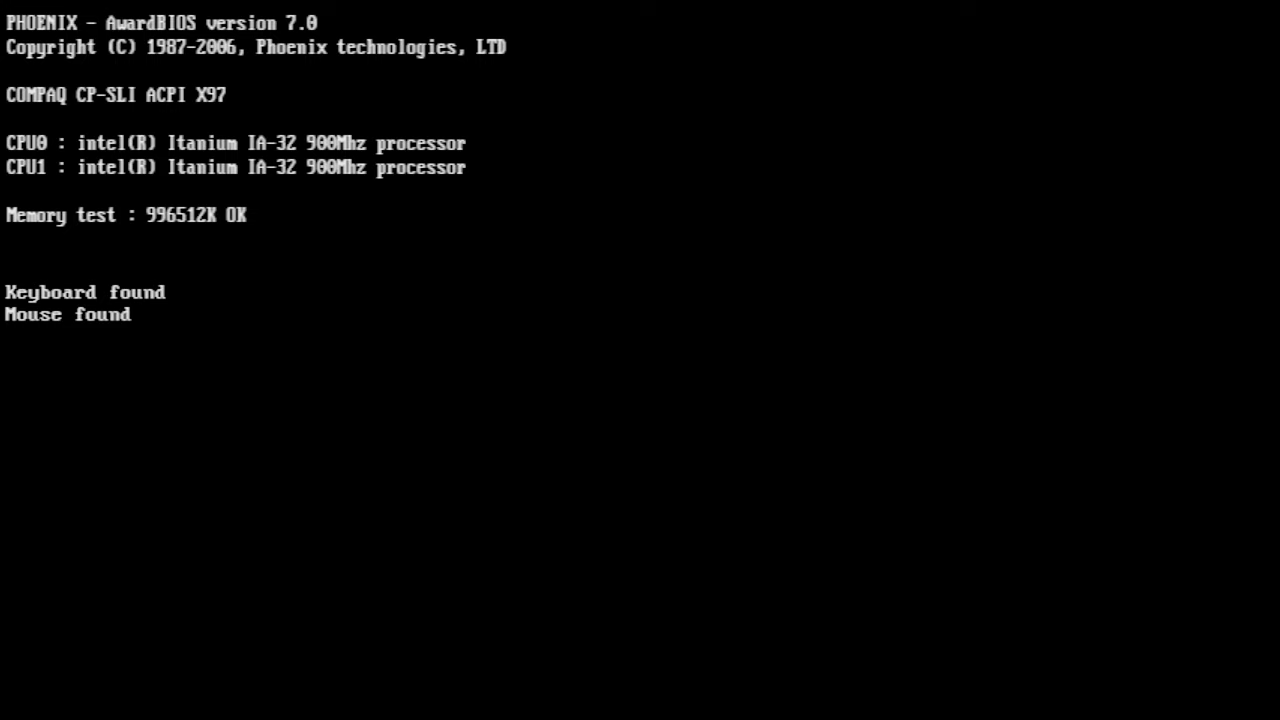 PHOENIX - AwardBIOS version 7.0
Copyright (C) 1987-2006, Phoenix technologies, LTD
COMPAQ CP-SLI ACPI X97
CPU0 : intel(R) Itanium IA-32 900Mhz processor
CPU1 : intel(R) Itanium IA-32 900Mhz processor
Memory test : 996512K OK
Keyboard found
Mouse found